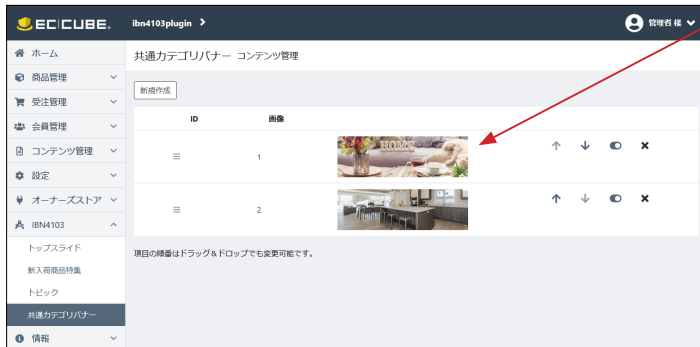 EC CUBE.
ibn4103plugin
管理者 様
ホーム
共通カテゴリバナー コンテンツ管理
商品管理
新規作成
受注管理
ID 画像
会員管理
コンテンツ管理
1
HOME
設定
オーナーズストア
2
IBN4103
トップスライド
項目の順番はドラッグ&ドロップでも変更可能です。
新入荷商品特集
トピック
共通カテゴリバナー
情報